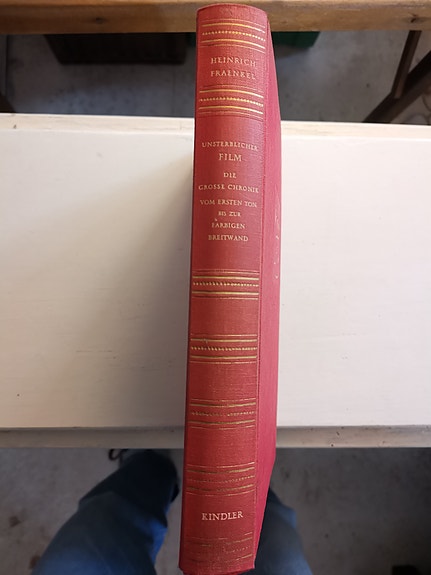 HEINRICH
FRAENKEL
UNSTERBLICHER
FILM
DIE
GROSSE CHRONIK
VOM ERSTEN TON
BIS ZUR
FARBIGEN
BREITWAND
KINDLER